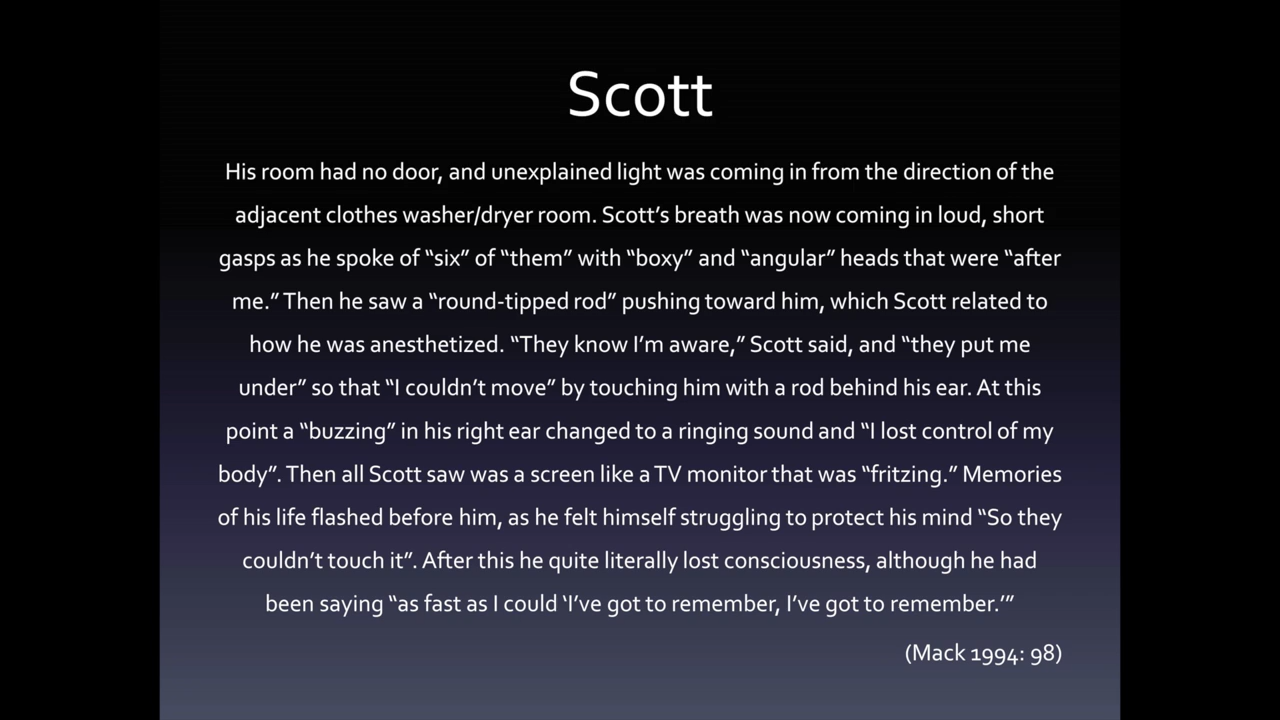 Scott
His room had no door, and unexplained light was coming in from the direction of the
adjacent clothes washer/dryer room. Scott’s breath was now coming in loud, short
gasps as he spoke of “six” of “them” with “boxy” and “angular” heads that were “after
me.” Then he saw a “round-tipped rod” pushing toward him, which Scott related to
how he was anesthetized. “They know I’m aware,” Scott said, and “they put me
under” so that “I couldn’t move” by touching him with a rod behind his ear. At this
point a “buzzing” in his right ear changed to a ringing sound and “I lost control of my
body”. Then all Scott saw was a screen like a TV monitor that was “fritzing.” Memories
of his life flashed before him, as he felt himself struggling to protect his mind “So they
couldn’t touch it”. After this he quite literally lost consciousness, although he had
been saying “as fast as I could ‘I’ve got to remember, I’ve got to remember.’”
(Mack 1994: 98)